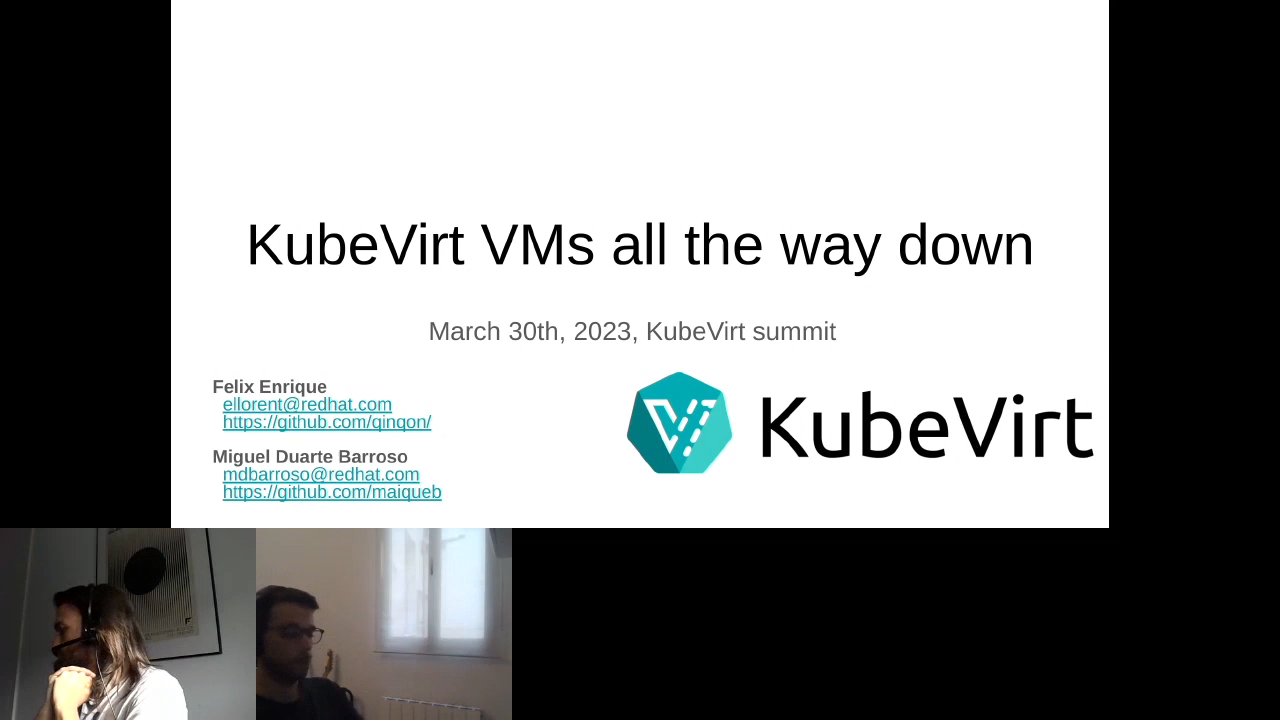 KubeVirt VMs all the way down
March 30th, 2023, KubeVirt summit
Felix Enrique
ellorent@redhat.com
https://github.com/qinqon/
Miguel Duarte Barroso
mdbarroso@redhat.com
https://github.com/maiqueb
KubeVirt